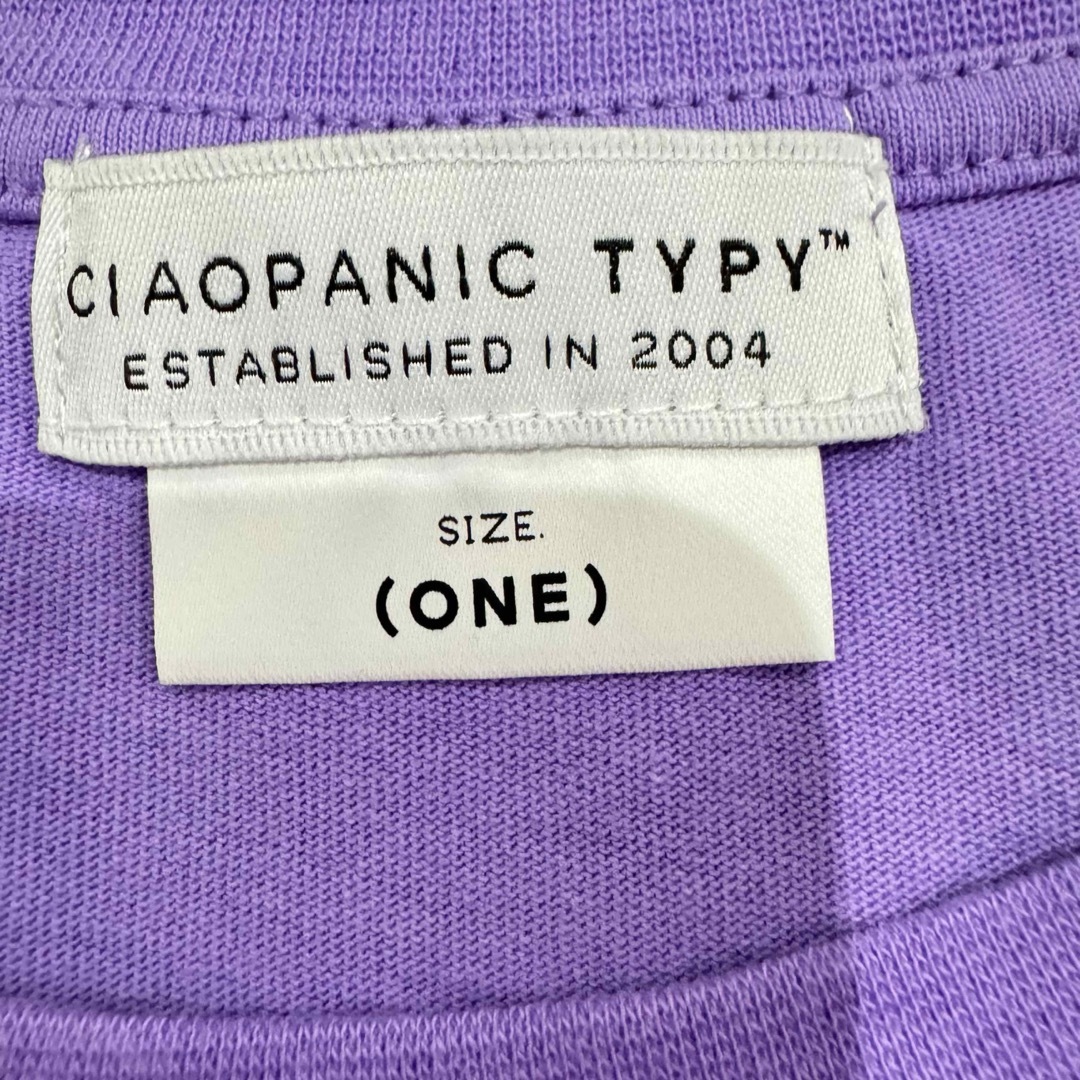 CIAOPANIC TYPY™
ESTABLISHED IN 2004
SIZE.
(ONE)